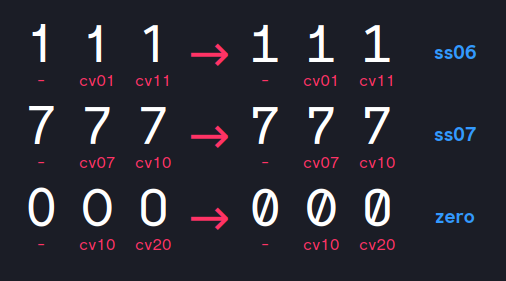 1 1 1 → 1 1 1 ss06
- cv01 cv11 - cv01 cv11
7 7 7 → 7 7 7 ss07
- cv07 cv10 - cv07 cv10
0 0 0 → 0 0 0 zero
- cv10 cv20 - cv10 cv20